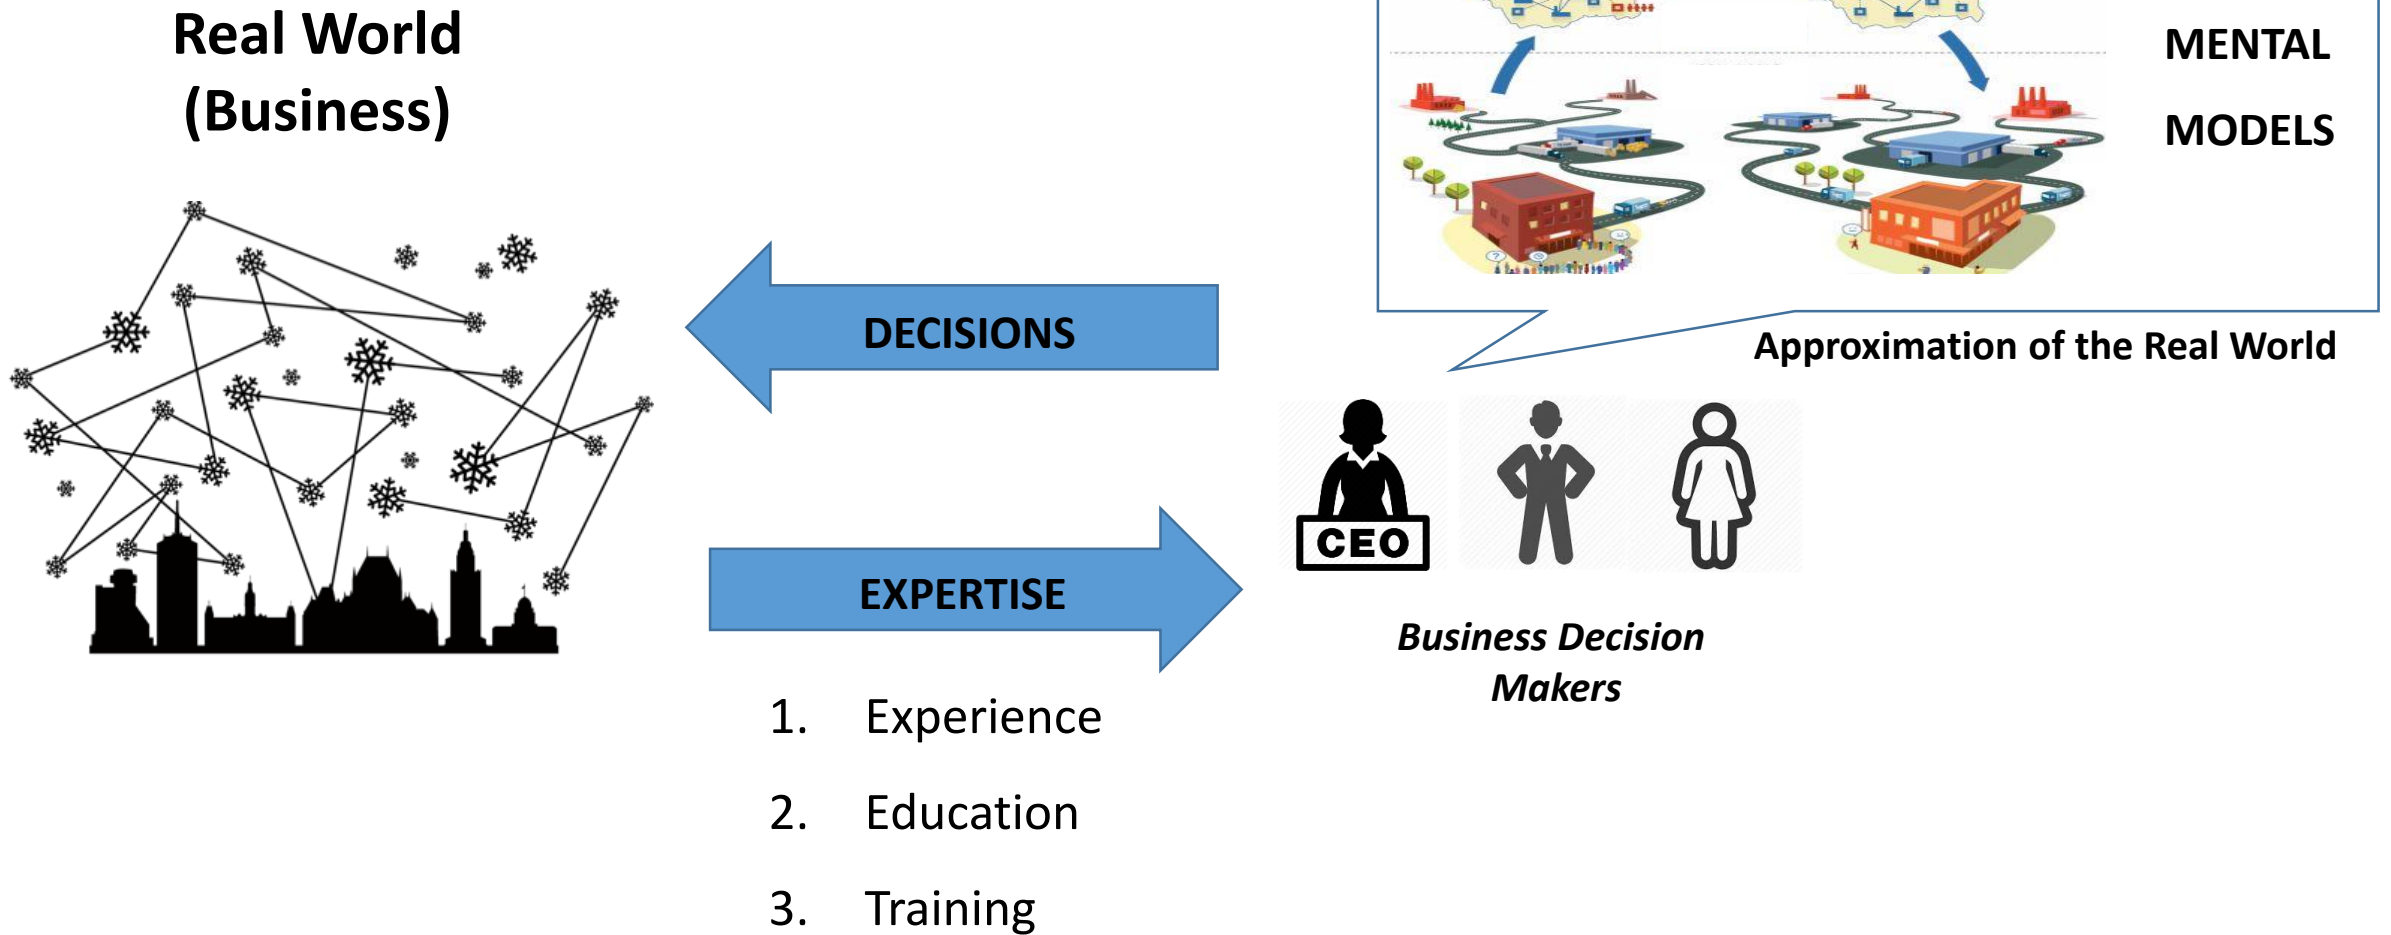 Real World
(Business)
MENTAL
MODELS
DECISIONS
Approximation of the Real World
CEO
EXPERTISE
Business Decision
Makers
1. Experience
2. Education
3. Training